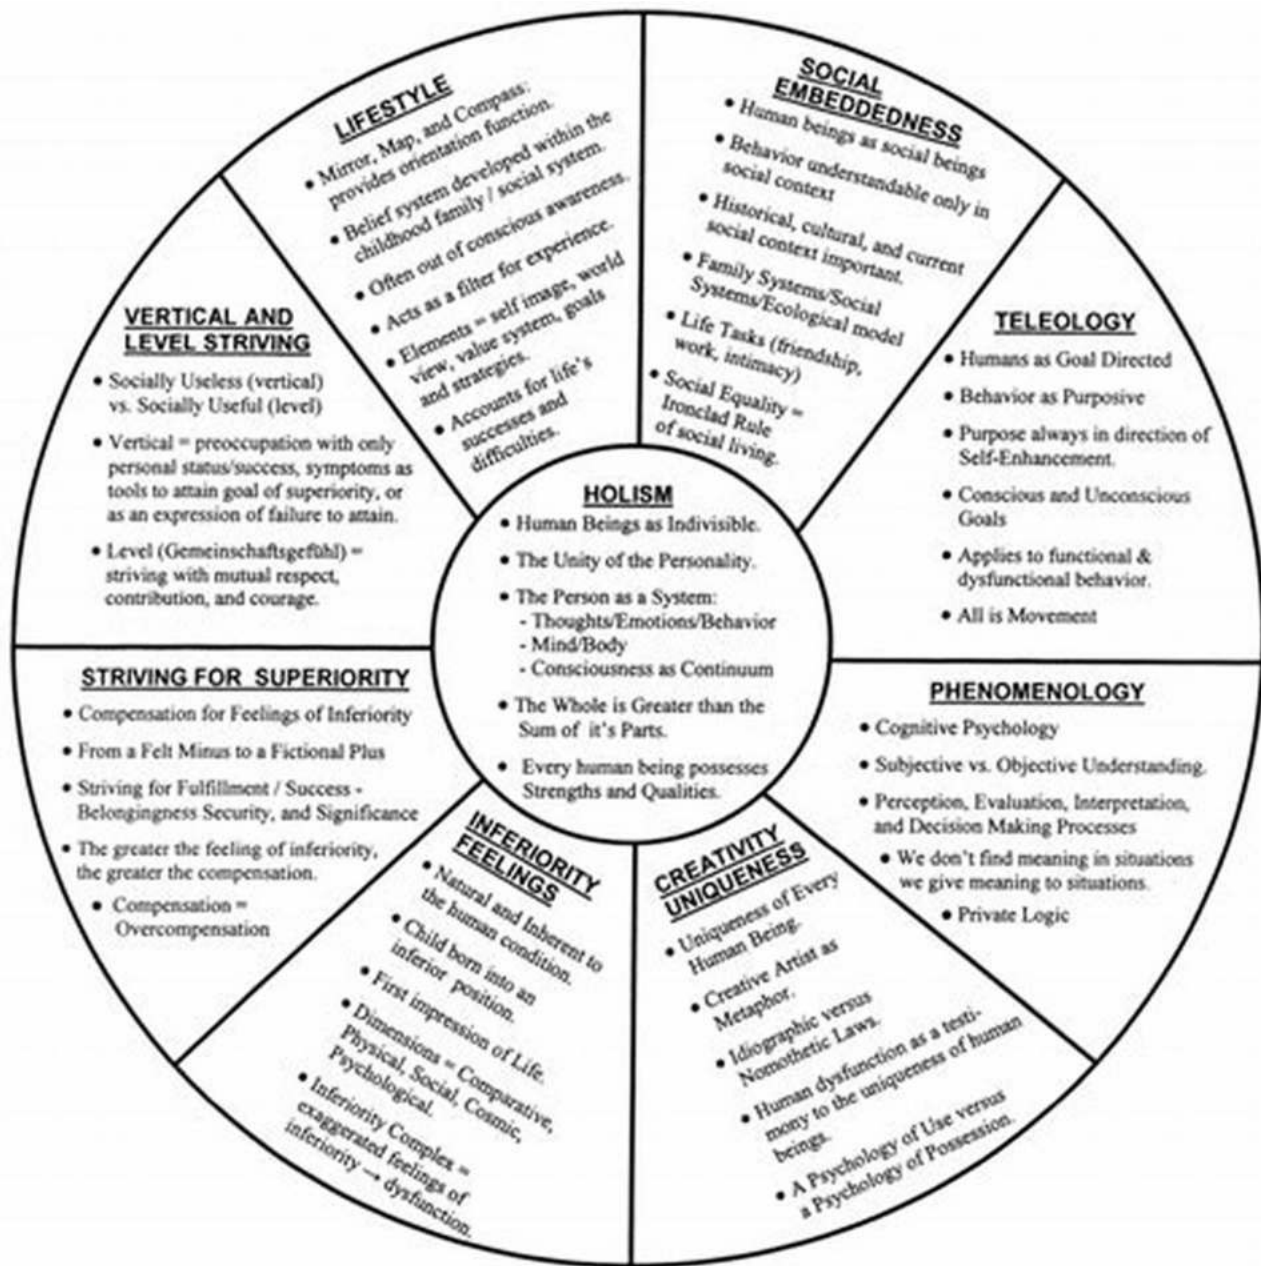 LIFESTYLE
• Mirror, Map, and Compass:
provides orientation function.
• Belief system developed within the
childhood family / social system.
• Often out of conscious awareness.
• Acts as a filter for experience.
• Elements = self image, world
view, value system, goals
and strategies.
• Accounts for life's
successes and
difficulties.
SOCIAL
EMBEDDEDNESS
• Human beings as social beings
• Behavior understandable only in
social context
• Historical, cultural, and current
social context important.
• Family Systems/Social
Systems/Ecological model
• Life Tasks (friendship,
work, intimacy)
• Social Equality =
Ironclad Rule
of social living.
TELEOLOGY
• Humans as Goal Directed
• Behavior as Purposive
• Purpose always in direction of
Self-Enhancement.
• Conscious and Unconscious
Goals
• Applies to functional &
dysfunctional behavior.
• All is Movement
PHENOMENOLOGY
• Cognitive Psychology
• Subjective vs. Objective Understanding.
• Perception, Evaluation, Interpretation,
and Decision Making Processes
• We don't find meaning in situations
we give meaning to situations.
• Private Logic
CREATIVITY
UNIQUENESS
• Uniqueness of Every
Human Being.
• Creative Artist as
Metaphor.
• Idiographic versus
Nomothetic Laws.
• Human dysfunction as a testi-
mony to the uniqueness of human
beings.
• A Psychology of Use versus
a Psychology of Possession.
INFERIORITY
FEELINGS
• Natural and Inherent to
the human condition.
• Child born into an
inferior position.
• First impression of Life.
• Dimensions = Comparative,
Physical, Social, Cosmic,
Psychological.
• Inferiority Complex =
exaggerated feelings of
inferiority → dysfunction.
STRIVING FOR SUPERIORITY
• Compensation for Feelings of Inferiority
• From a Felt Minus to a Fictional Plus
• Striving for Fulfillment / Success -
Belongingness Security, and Significance
• The greater the feeling of inferiority,
the greater the compensation.
• Compensation =
Overcompensation
VERTICAL AND
LEVEL STRIVING
• Socially Useless (vertical)
vs. Socially Useful (level)
• Vertical = preoccupation with only
personal status/success, symptoms as
tools to attain goal of superiority, or
as an expression of failure to attain.
• Level (Gemeinschaftsgefühl) =
striving with mutual respect,
contribution, and courage.
HOLISM
• Human Beings as Indivisible.
• The Unity of the Personality.
• The Person as a System:
- Thoughts/Emotions/Behavior
- Mind/Body
- Consciousness as Continuum
• The Whole is Greater than the
Sum of it's Parts.
• Every human being possesses
Strengths and Qualities.